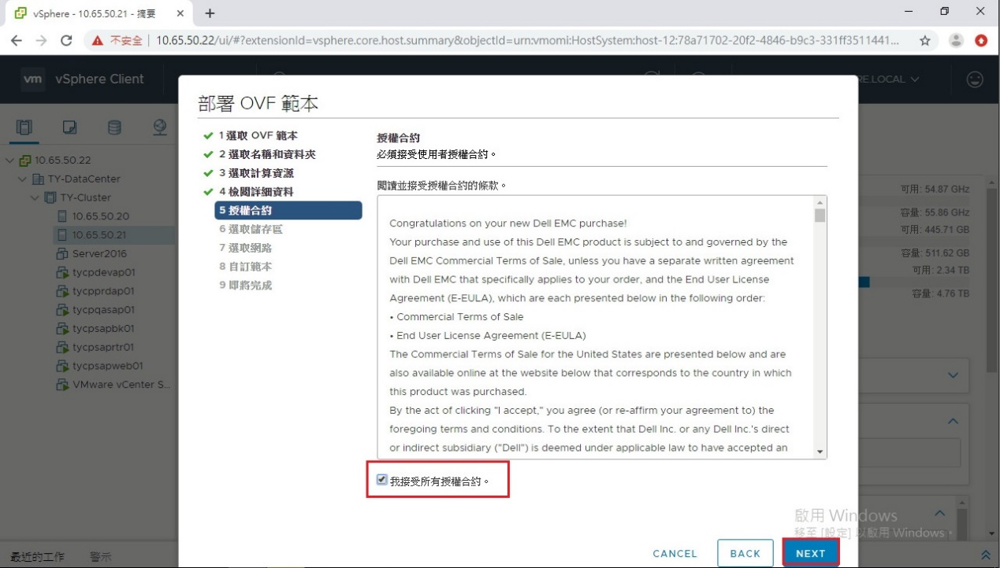 vSphere - 10.65.50.21 - 摘要
不安全 | 10.65.50.22/ui/#?extensionId=vsphere.core.host.summary&objectId=urn:vmomi:HostSystem:host-12:78a71702-20f2-4846-b9c3-331ff3511441...
vm vSphere Client
RE.LOCAL
部署 OVF 範本
1 選取 OVF 範本
2 選取名稱和資料夾
3 選取計算資源
4 檢閱詳細資料
5 授權合約
6 選取儲存區
7 選取網路
8 自訂範本
9 即將完成
10.65.50.22
TY-DataCenter
TY-Cluster
10.65.50.20
10.65.50.21
Server2016
tycpdevap01
tycpprdap01
tycpqasap01
tycpsapbk01
tycpsaprtr01
tycpsapweb01
VMware vCenter S...
授權合約
必須接受使用者授權合約。
閱讀並接受授權合約的條款。
Congratulations on your new Dell EMC purchase!
Your purchase and use of this Dell EMC product is subject to and governed by the
Dell EMC Commercial Terms of Sale, unless you have a separate written agreement
with Dell EMC that specifically applies to your order, and the End User License
Agreement (E-EULA), which are each presented below in the following order:
• Commercial Terms of Sale
• End User License Agreement (E-EULA)
The Commercial Terms of Sale for the United States are presented below and are
also available online at the website below that corresponds to the country in which
this product was purchased.
By the act of clicking "I accept," you agree (or re-affirm your agreement to) the
foregoing terms and conditions. To the extent that Dell Inc. or any Dell Inc.'s direct
or indirect subsidiary ("Dell") is deemed under applicable law to have accepted an
我接受所有授權合約。
可用: 54.87 GHz
容量: 55.86 GHz
可用: 445.71 GB
容量: 511.62 GB
可用: 2.34 TB
容量: 4.76 TB
啟用 Windows
移至 [設定] 以啟用 Windows。
CANCEL
BACK
NEXT
最近的工作
警示